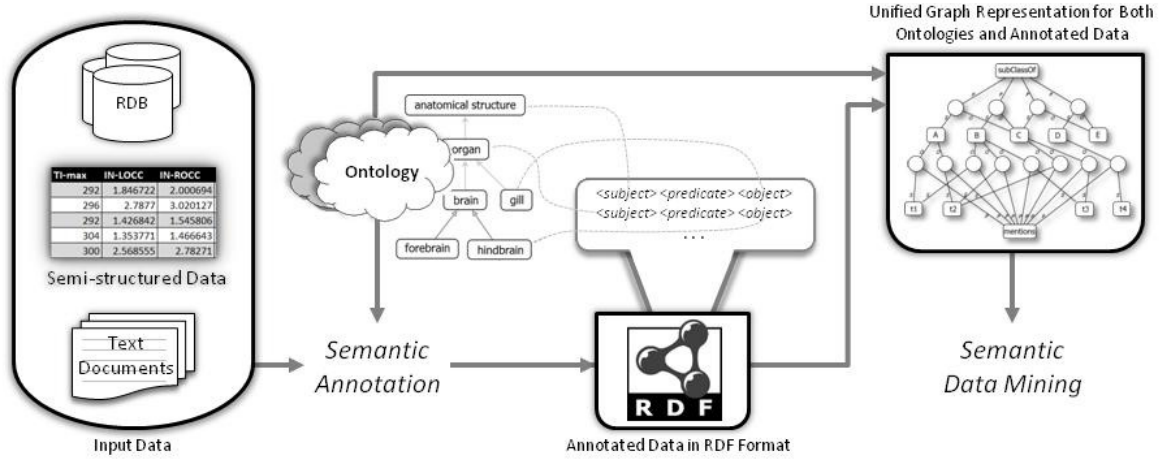 RDB
TI-max IN-LOCC IN-ROCC
292 1.846722 2.000694
296 2.7877 3.020127
292 1.426842 1.545806
304 1.353771 1.466643
300 2.568555 2.78271
Semi-structured Data
Text
Documents
Input Data
Ontology
anatomical structure
organ
brain
gill
forebrain
hindbrain
Semantic
Annotation
<subject> <predicate> <object>
<subject> <predicate> <object>
...
RDF
Annotated Data in RDF Format
Unified Graph Representation for Both
Ontologies and Annotated Data
subClassOf
A B C D E
t1 t2 t3 t4
mentions
Semantic
Data Mining